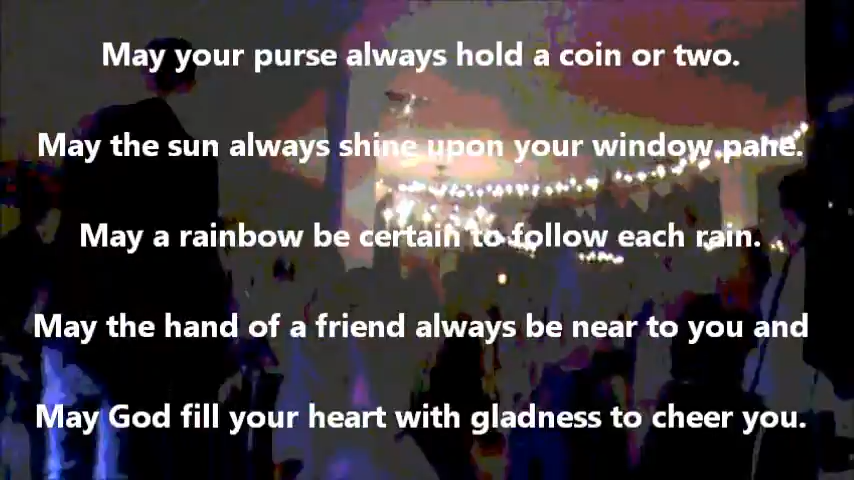 May your purse always hold a coin or two.
May the sun always shine upon your window pane.
May a rainbow be certain to follow each rain.
May the hand of a friend always be near to you and
May God fill your heart with gladness to cheer you.